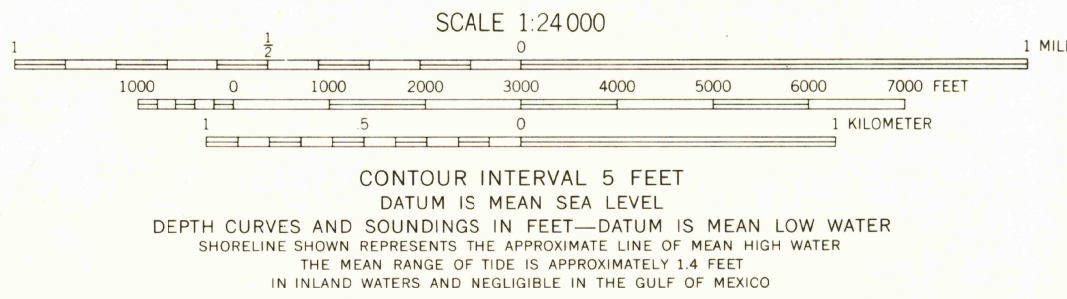 SCALE 1:24 000
1 ½ 0 1 MIL
1000 0 1000 2000 3000 4000 5000 6000 7000 FEET
1 .5 0 1 KILOMETER
CONTOUR INTERVAL 5 FEET
DATUM IS MEAN SEA LEVEL
DEPTH CURVES AND SOUNDINGS IN FEET—DATUM IS MEAN LOW WATER
SHORELINE SHOWN REPRESENTS THE APPROXIMATE LINE OF MEAN HIGH WATER
THE MEAN RANGE OF TIDE IS APPROXIMATELY 1.4 FEET
IN INLAND WATERS AND NEGLIGIBLE IN THE GULF OF MEXICO